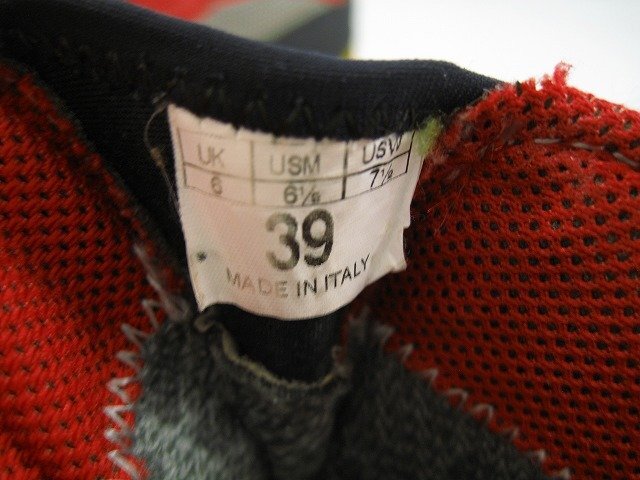 UK USM USW
6 6½ 7½
39
MADE IN ITALY